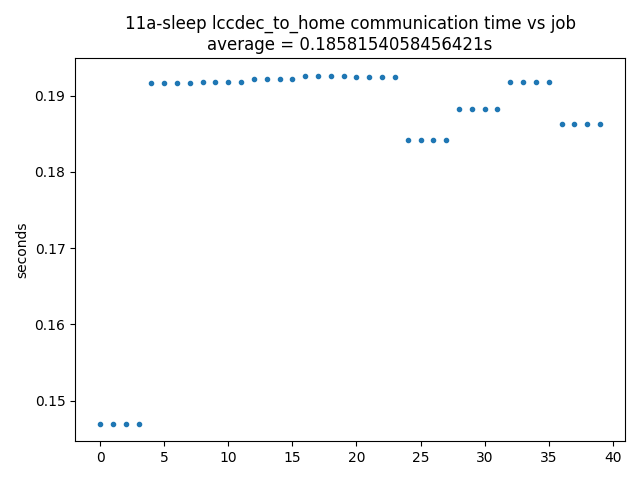 11a-sleep lccdec_to_home communication time vs job
average = 0.1858154058456421s
0.19
0.18
0.17
0.16
0.15
seconds
0 5 10 15 20 25 30 35 40